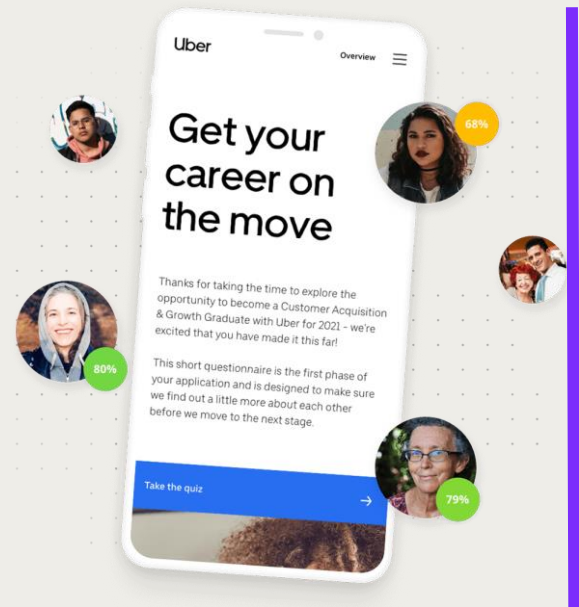 Uber
Overview
Get your
career on
the move
68%
Thanks for taking the time to explore the
opportunity to become a Customer Acquisition
& Growth Graduate with Uber for 2021 - we're
excited that you have made it this far!
80%
This short questionnaire is the first phase of
your application and is designed to make sure
we find out a little more about each other
before we move to the next stage.
Take the quiz
79%